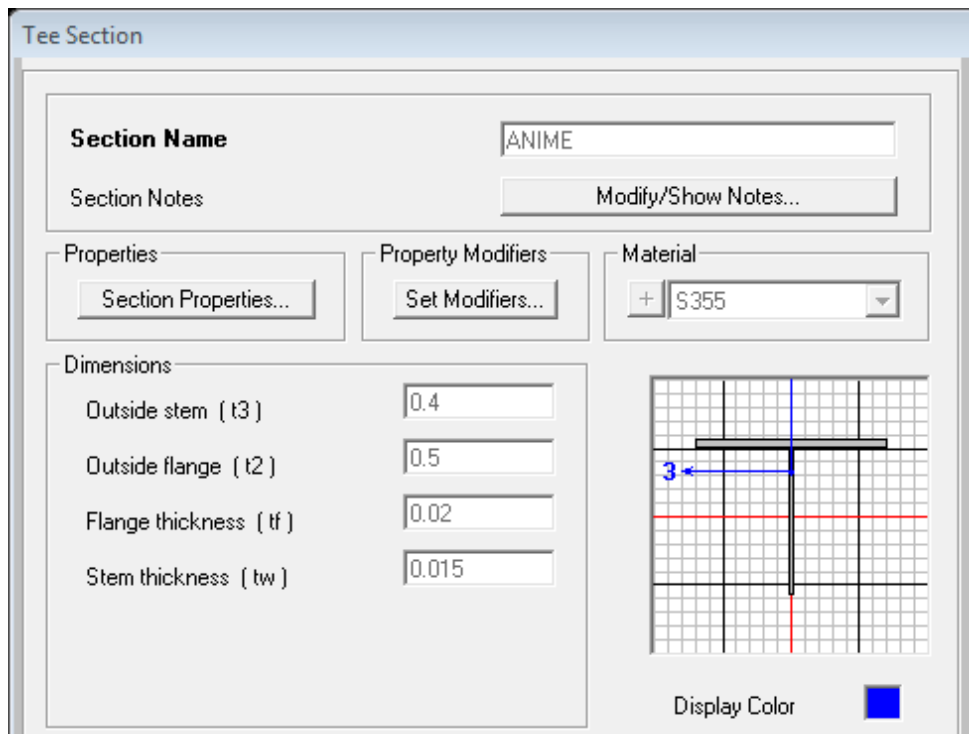 Tee Section
Section Name ANIME
Section Notes Modify/Show Notes...
Properties Property Modifiers Material
Section Properties... Set Modifiers... + S355
Dimensions
Outside stem ( t3 ) 0.4
Outside flange ( t2 ) 0.5
3
Flange thickness ( tf ) 0.02
Stem thickness ( tw ) 0.015
Display Color